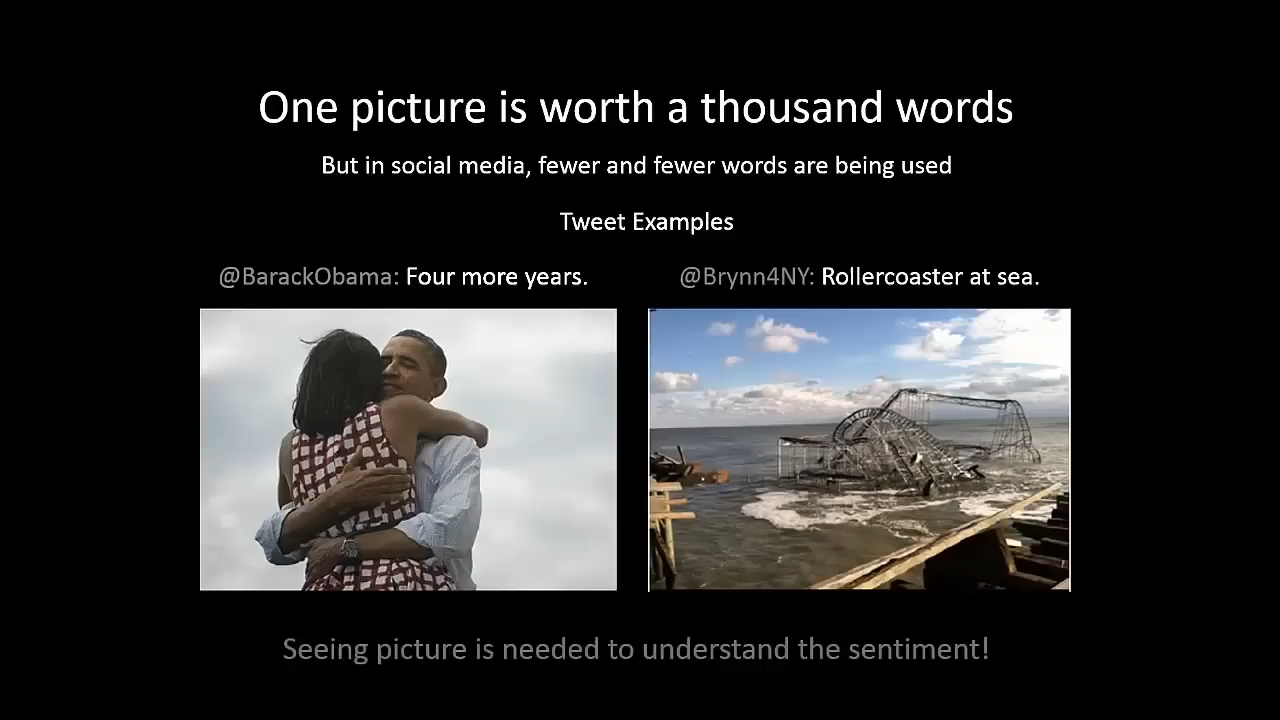 One picture is worth a thousand words
But in social media, fewer and fewer words are being used
Tweet Examples
@BarackObama: Four more years.
@Brynn4NY: Rollercoaster at sea.
Seeing picture is needed to understand the sentiment!